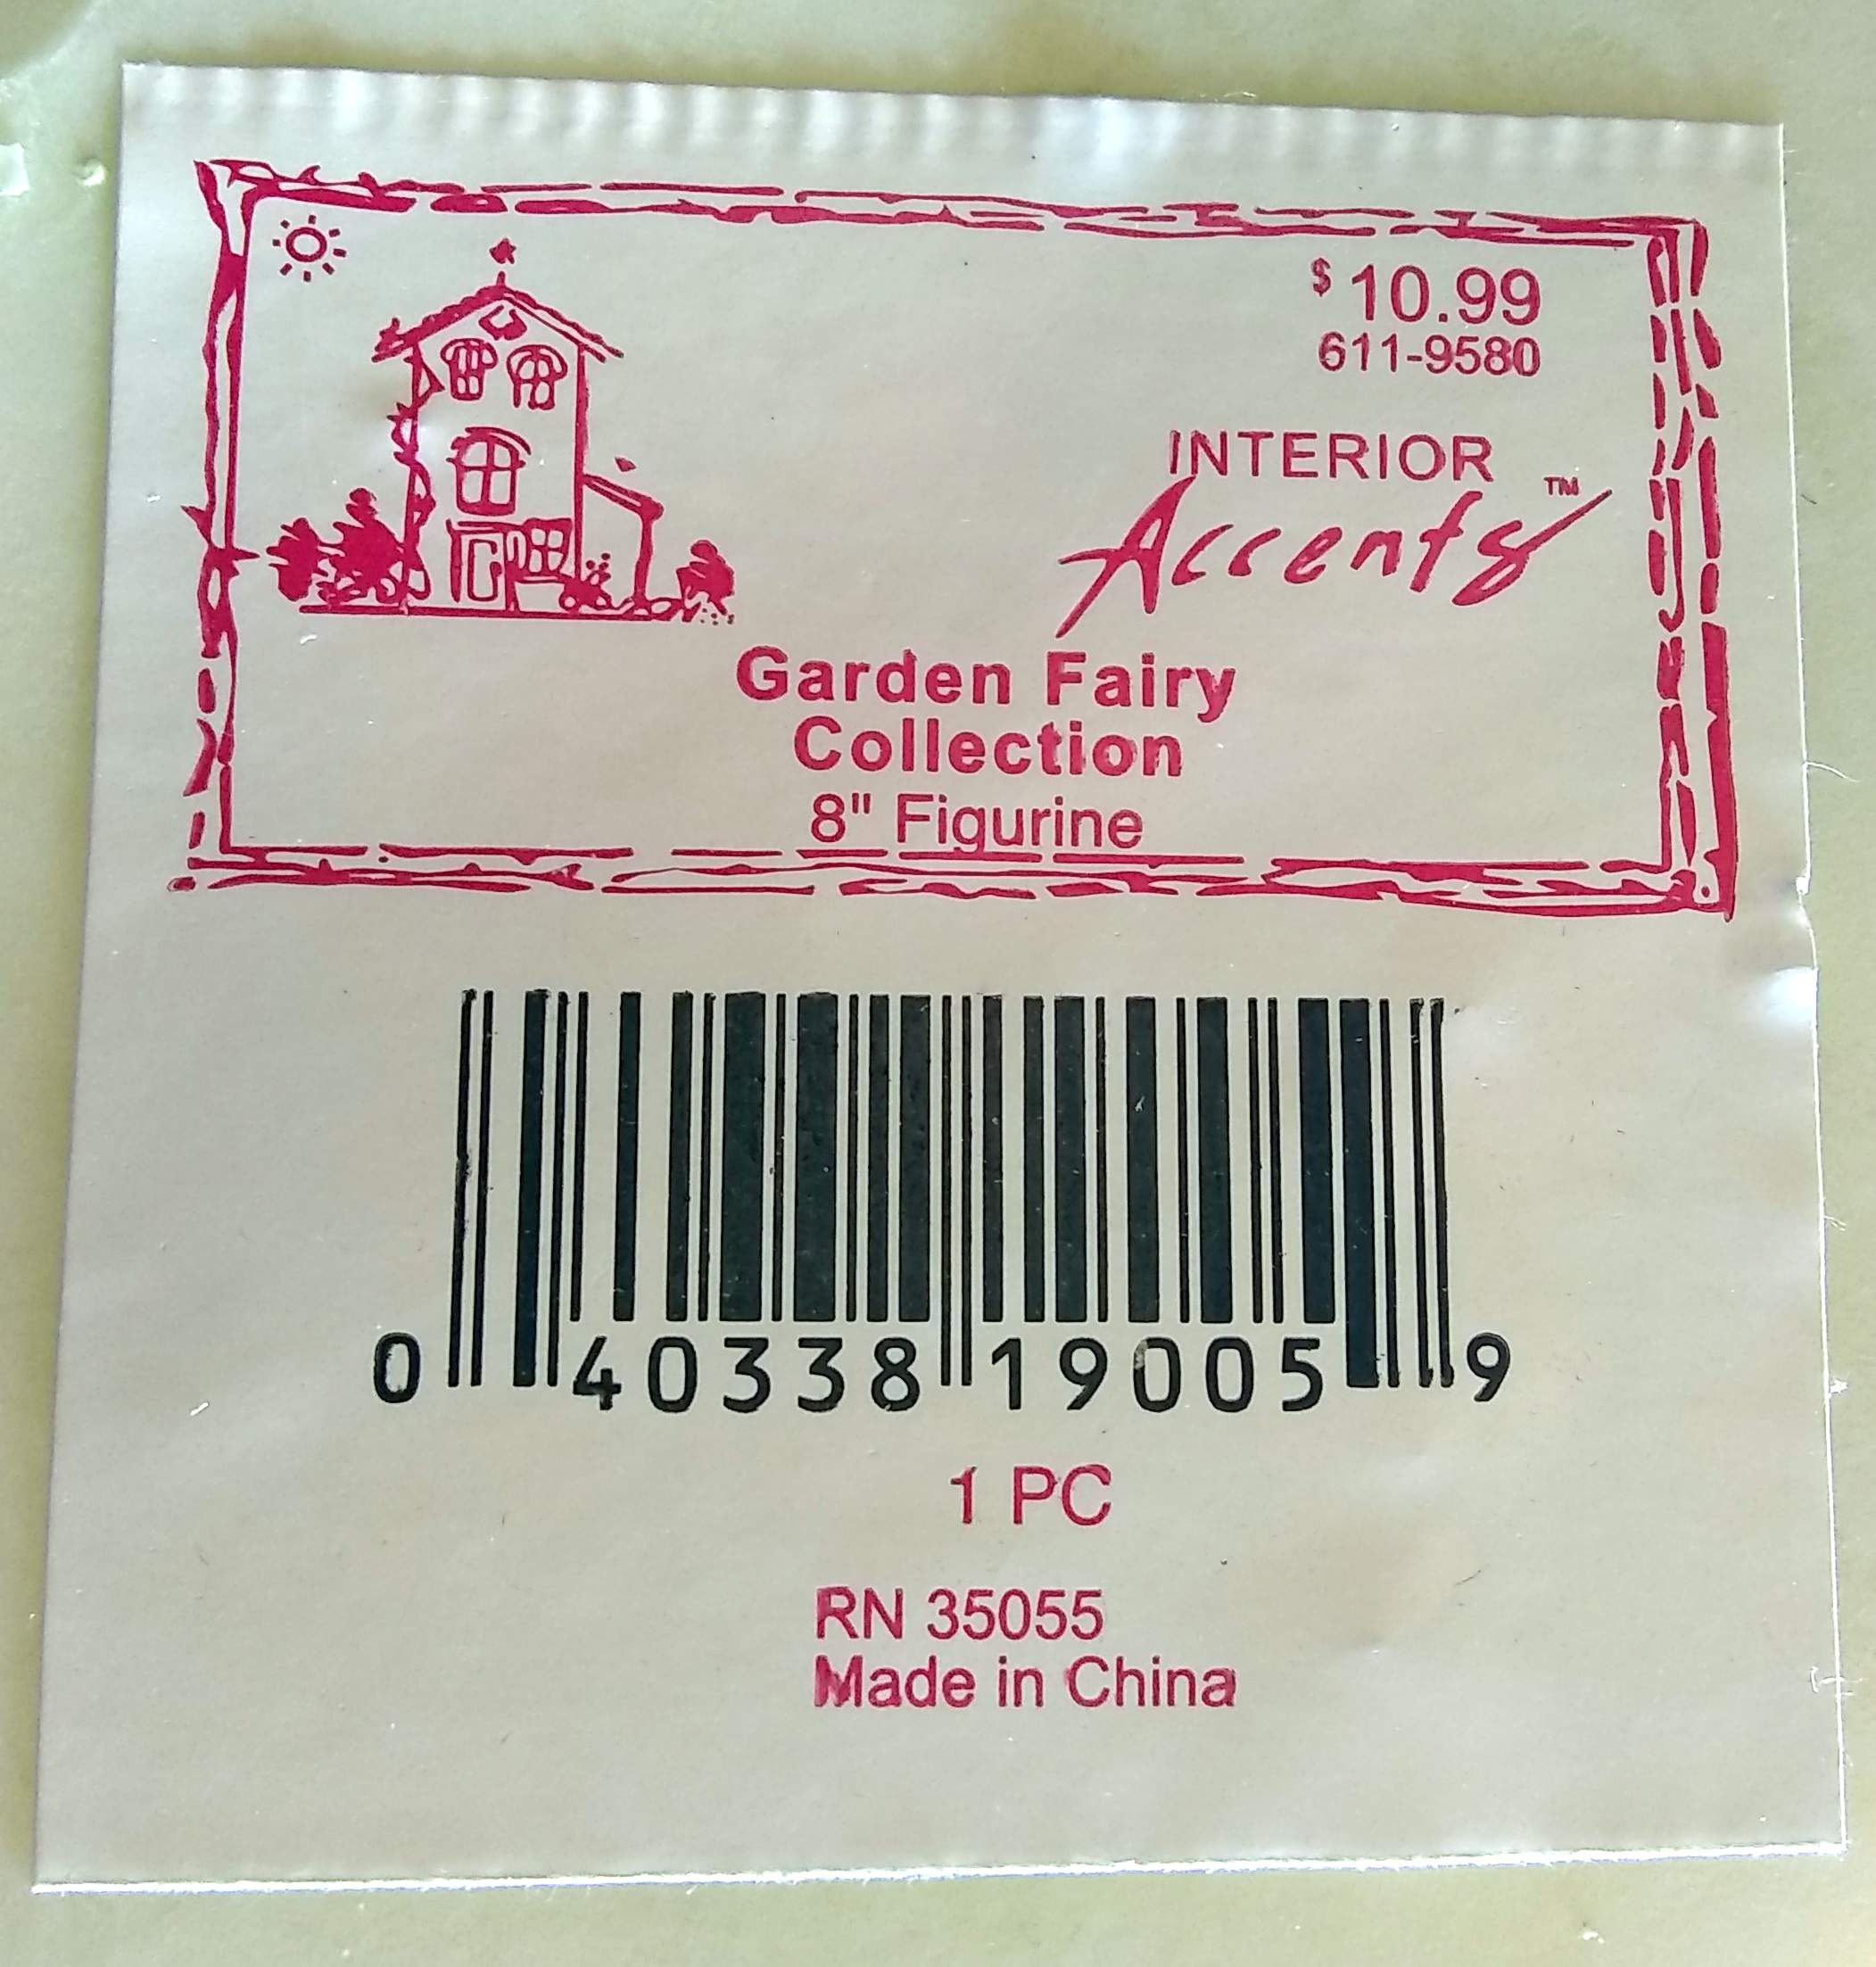 $10.99
611-9580
INTERIOR
Accents™
Garden Fairy
Collection
8" Figurine
0 40338 19005 9
1 PC
RN 35055
Made in China